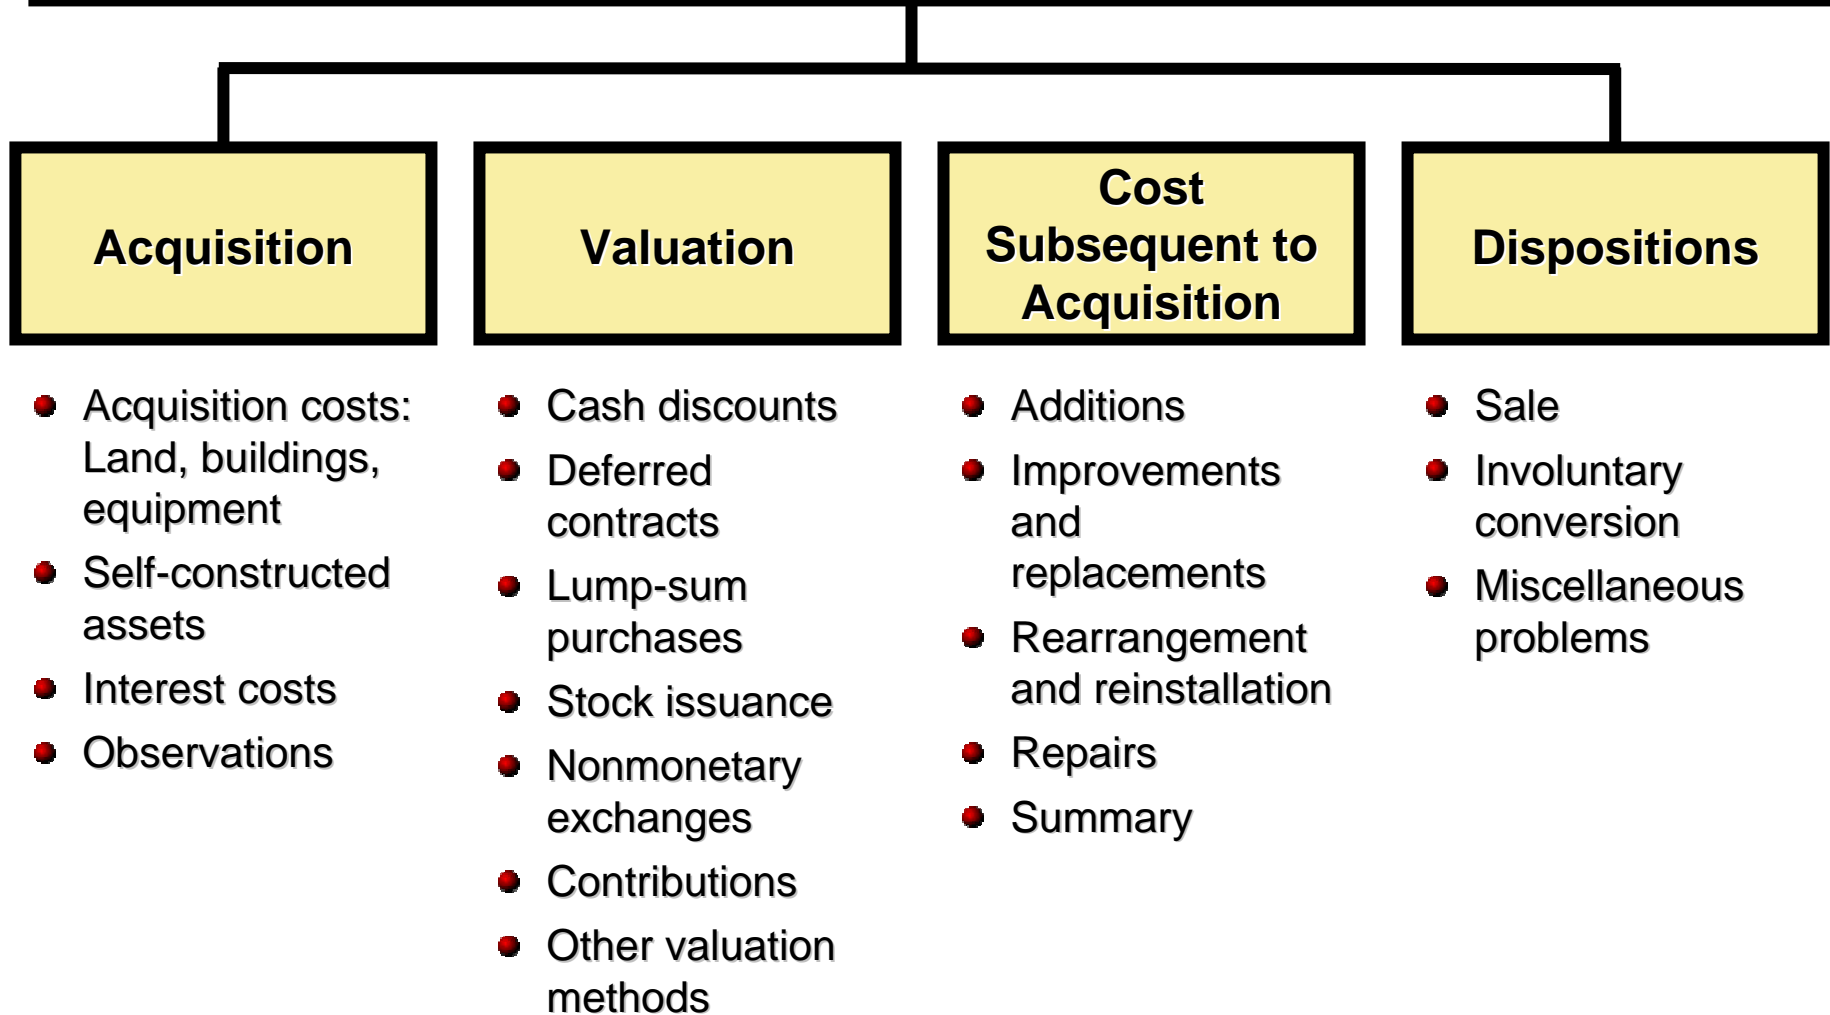 Acquisition
Acquisition costs:
Land, buildings,
equipment
Self-constructed
assets
Interest costs
Observations
Valuation
Cash discounts
Deferred
contracts
Lump-sum
purchases
Stock issuance
Nonmonetary
exchanges
Contributions
Other valuation
methods
Cost
Subsequent to
Acquisition
Additions
Improvements
and
replacements
Rearrangement
and reinstallation
Repairs
Summary
Dispositions
Sale
Involuntary
conversion
Miscellaneous
problems